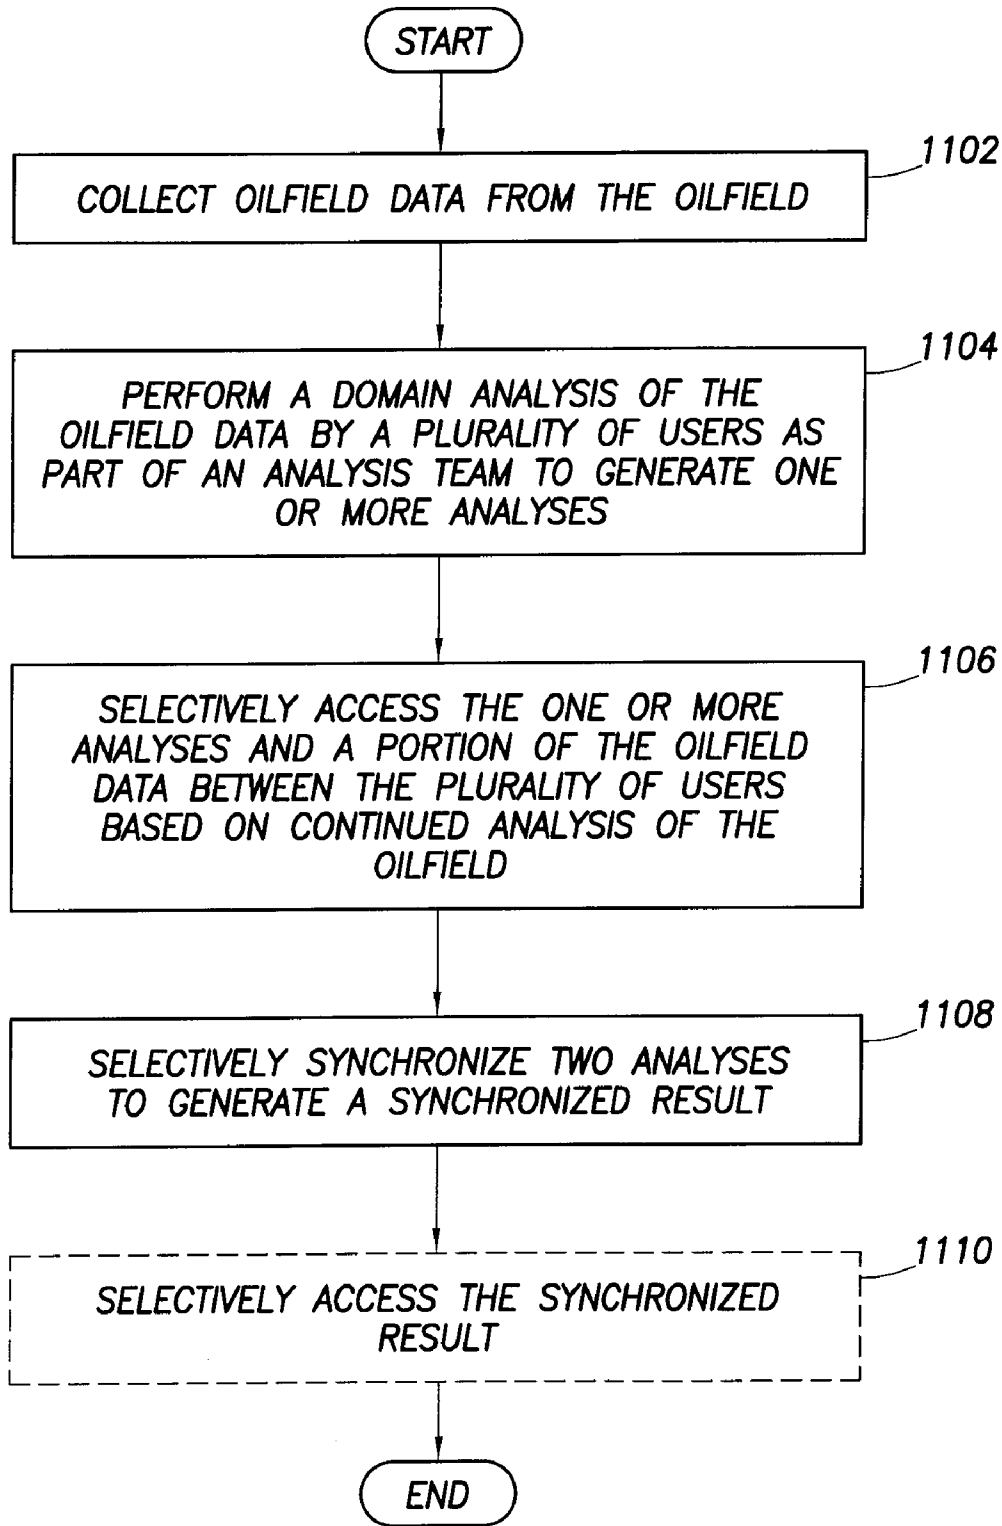 START
1102
COLLECT OILFIELD DATA FROM THE OILFIELD
1104
PERFORM A DOMAIN ANALYSIS OF THE
OILFIELD DATA BY A PLURALITY OF USERS AS
PART OF AN ANALYSIS TEAM TO GENERATE ONE
OR MORE ANALYSES
1106
SELECTIVELY ACCESS THE ONE OR MORE
ANALYSES AND A PORTION OF THE OILFIELD
DATA BETWEEN THE PLURALITY OF USERS
BASED ON CONTINUED ANALYSIS OF THE
OILFIELD
1108
SELECTIVELY SYNCHRONIZE TWO ANALYSES
TO GENERATE A SYNCHRONIZED RESULT
1110
SELECTIVELY ACCESS THE SYNCHRONIZED
RESULT
END